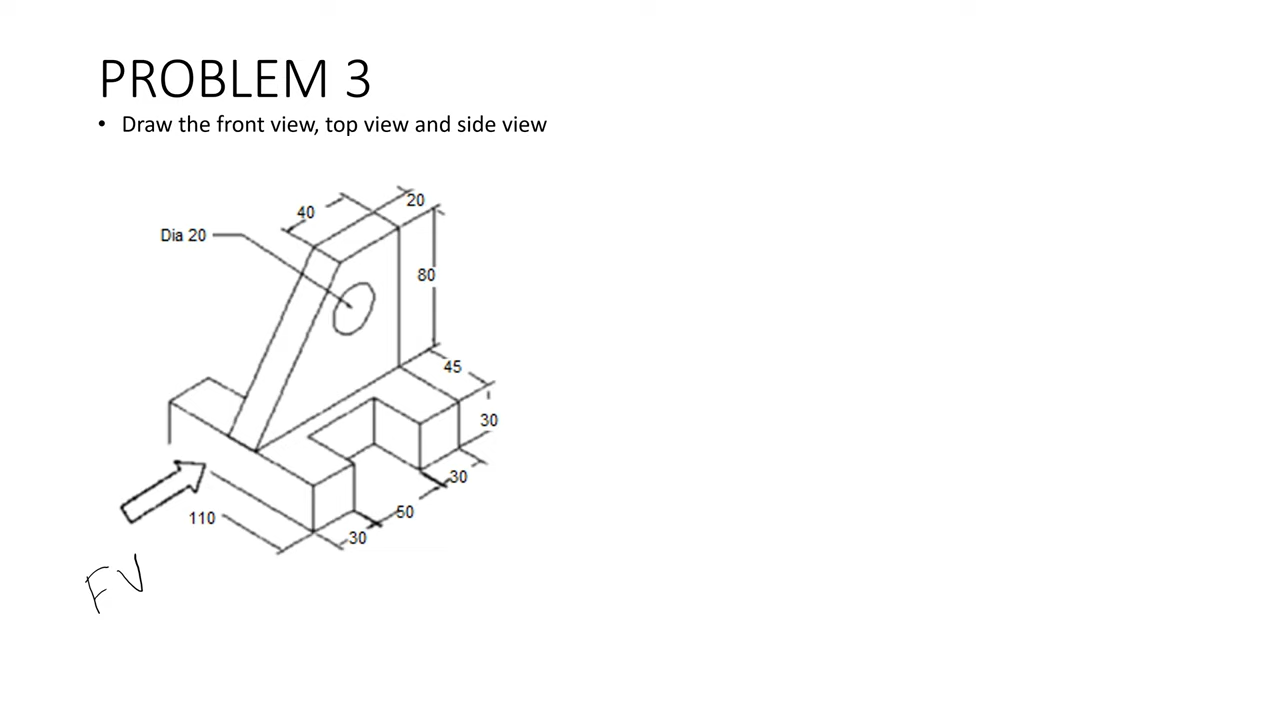 PROBLEM 3
• Draw the front view, top view and side view
20
40
Dia 20
80
45
30
30
50
110
30
FV